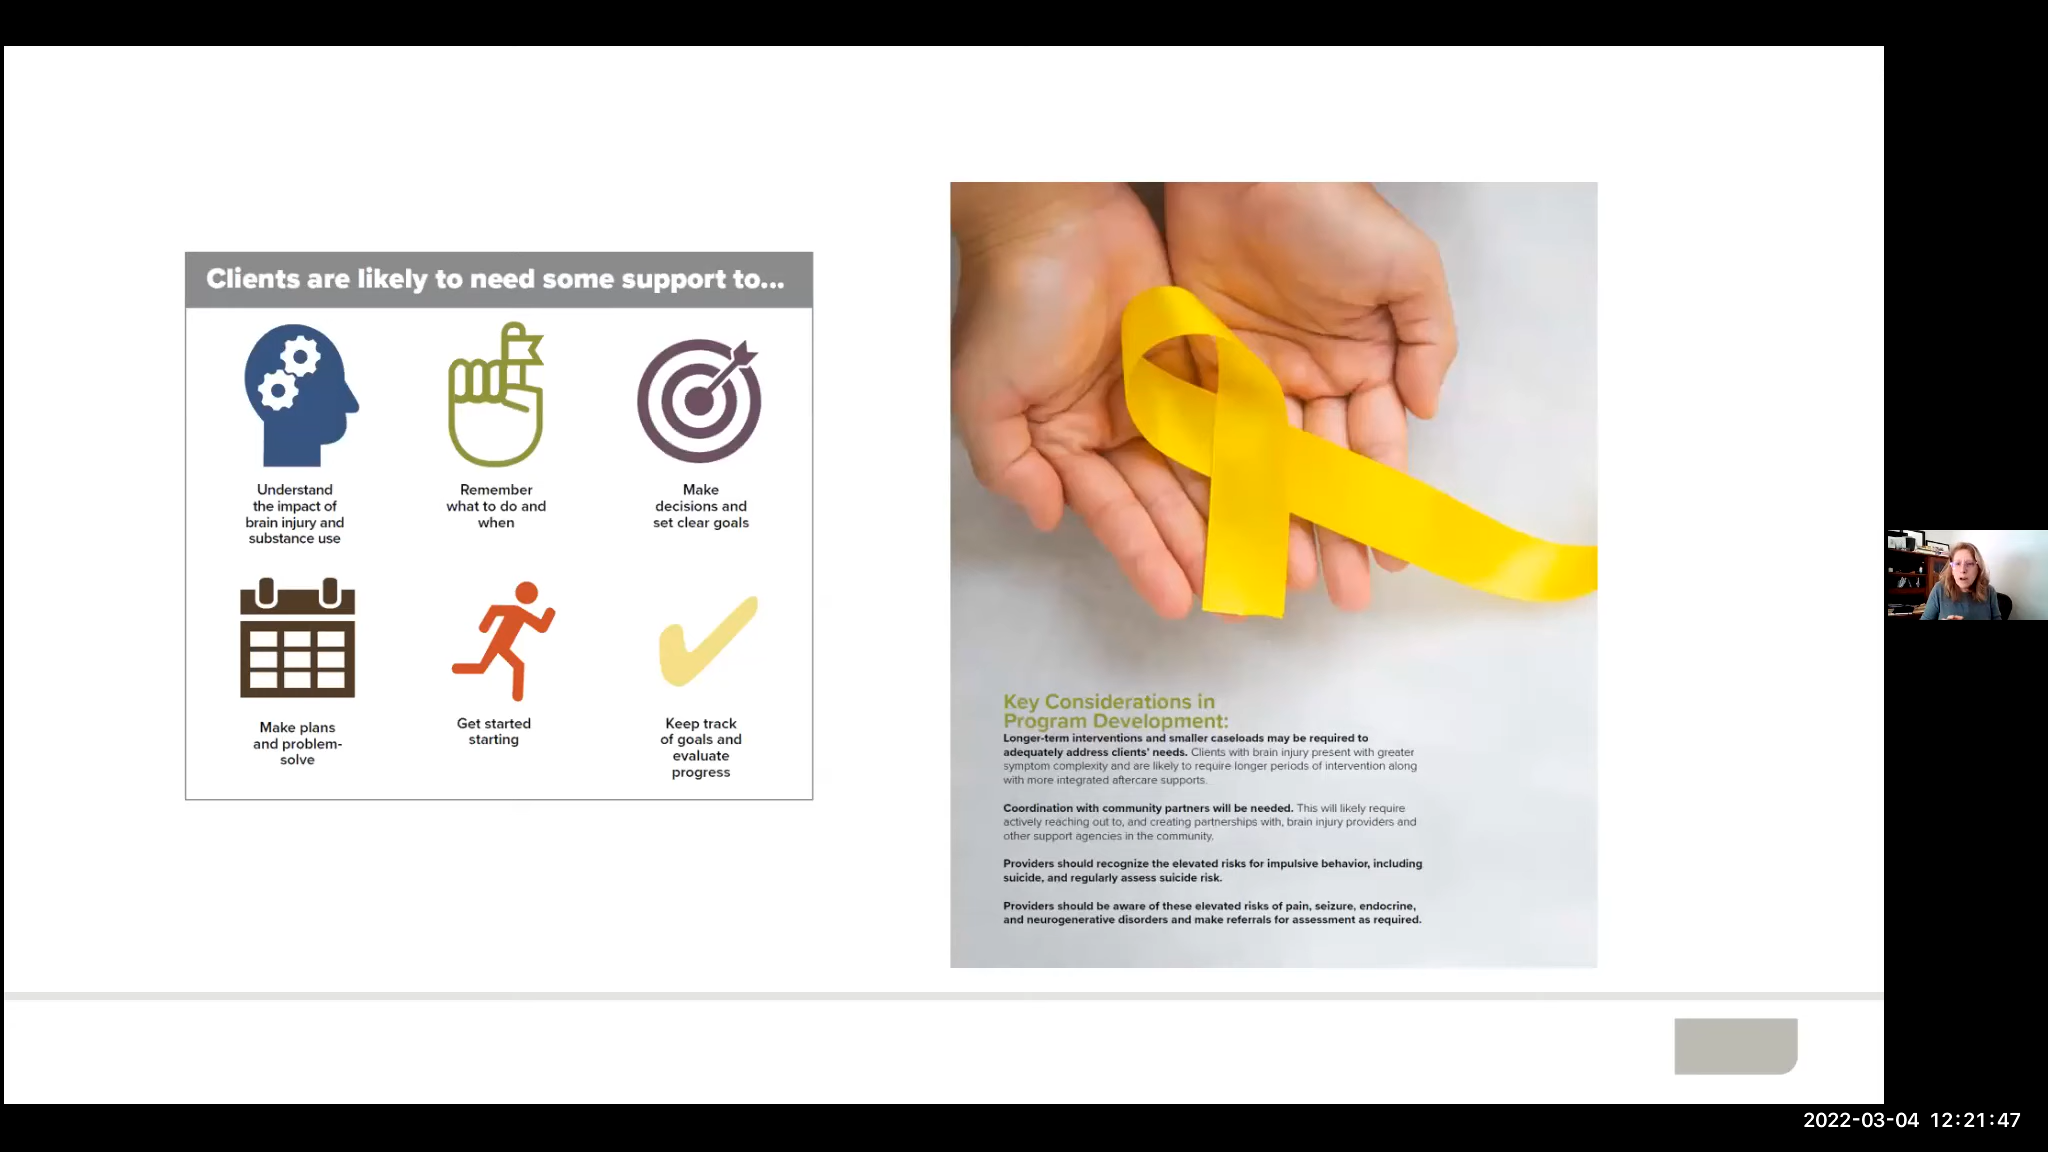 Clients are likely to need some support to...
Understand
the impact of
brain injury and
substance use
Remember
what to do and
when
Make
decisions and
set clear goals
Make plans
and problem-
solve
Get started
starting
Keep track
of goals and
evaluate
progress
Key Considerations in
Program Development:
Longer-term interventions and smaller caseloads may be required to
adequately address clients' needs. Clients with brain injury present with greater
symptom complexity and are likely to require longer periods of intervention along
with more integrated aftercare supports.
Coordination with community partners will be needed. This will likely require
actively reaching out to, and creating partnerships with, brain injury providers and
other support agencies in the community.
Providers should recognize the elevated risks for impulsive behavior, including
suicide, and regularly assess suicide risk.
Providers should be aware of these elevated risks of pain, seizure, endocrine,
and neurogenerative disorders and make referrals for assessment as required.
2022-03-04 12:21:47